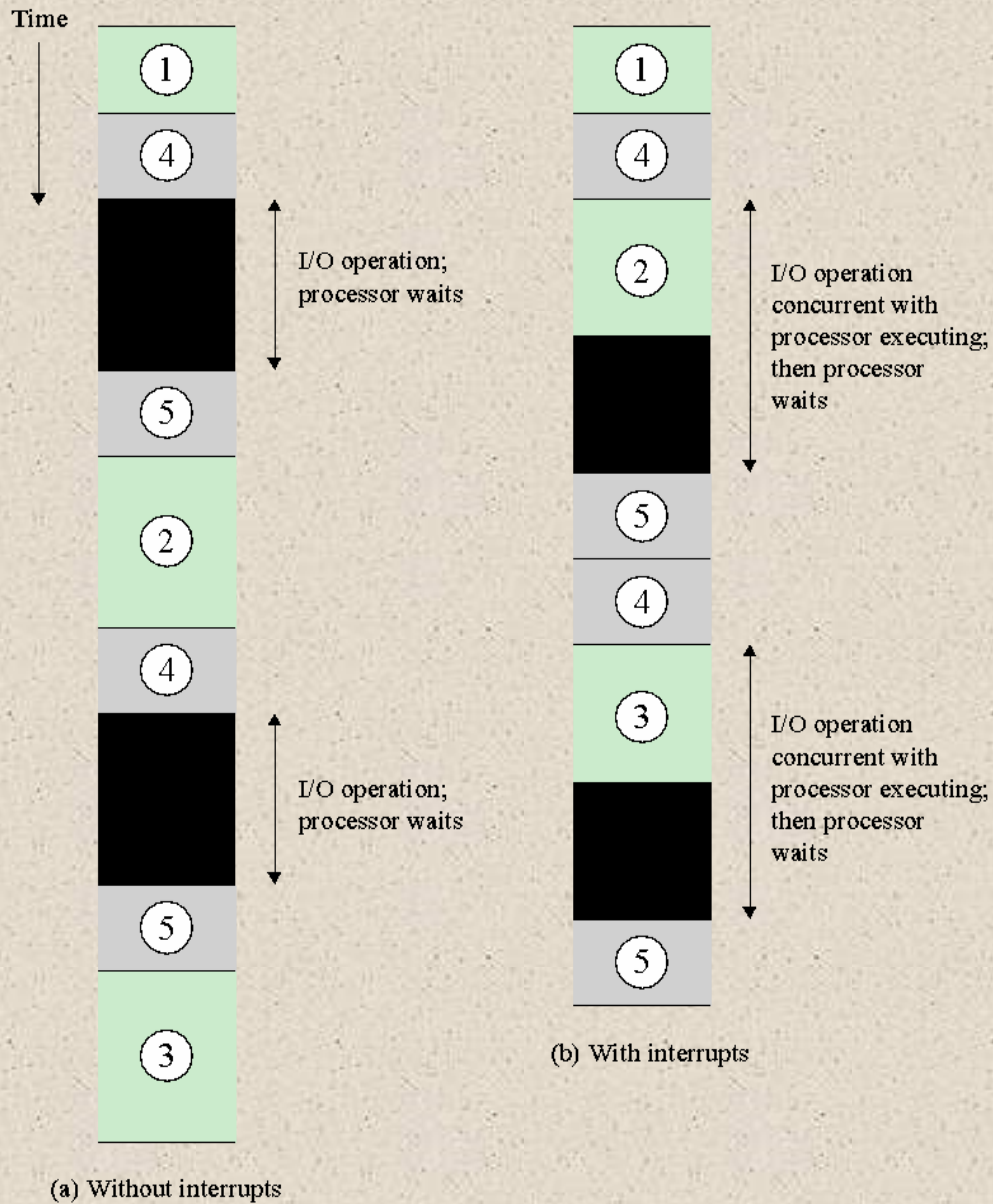 Time
1
4
I/O operation;
processor waits
5
2
4
I/O operation;
processor waits
5
3
(a) Without interrupts
1
4
2
I/O operation
concurrent with
processor executing;
then processor
waits
5
4
3
I/O operation
concurrent with
processor executing;
then processor
waits
5
(b) With interrupts